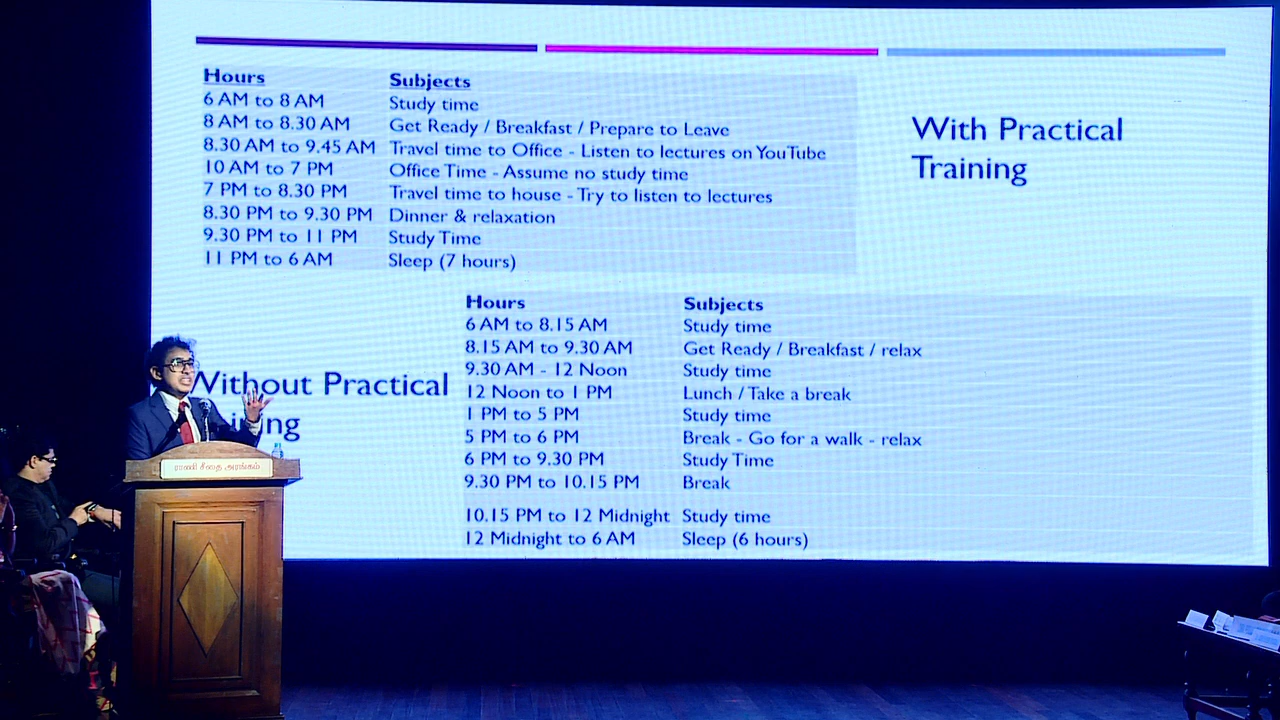 Hours Subjects
6 AM to 8 AM Study time
8 AM to 8.30 AM Get Ready / Breakfast / Prepare to Leave
8.30 AM to 9.45 AM Travel time to Office - Listen to lectures on YouTube
10 AM to 7 PM Office Time - Assume no study time
7 PM to 8.30 PM Travel time to house - Try to listen to lectures
8.30 PM to 9.30 PM Dinner & relaxation
9.30 PM to 11 PM Study Time
11 PM to 6 AM Sleep (7 hours)
With Practical
Training
Hours Subjects
6 AM to 8.15 AM Study time
8.15 AM to 9.30 AM Get Ready / Breakfast / relax
9.30 AM - 12 Noon Study time
12 Noon to 1 PM Lunch / Take a break
1 PM to 5 PM Study time
5 PM to 6 PM Break - Go for a walk - relax
6 PM to 9.30 PM Study Time
9.30 PM to 10.15 PM Break
10.15 PM to 12 Midnight Study time
12 Midnight to 6 AM Sleep (6 hours)
Without Practical
ராணி சீதை அரங்கம்